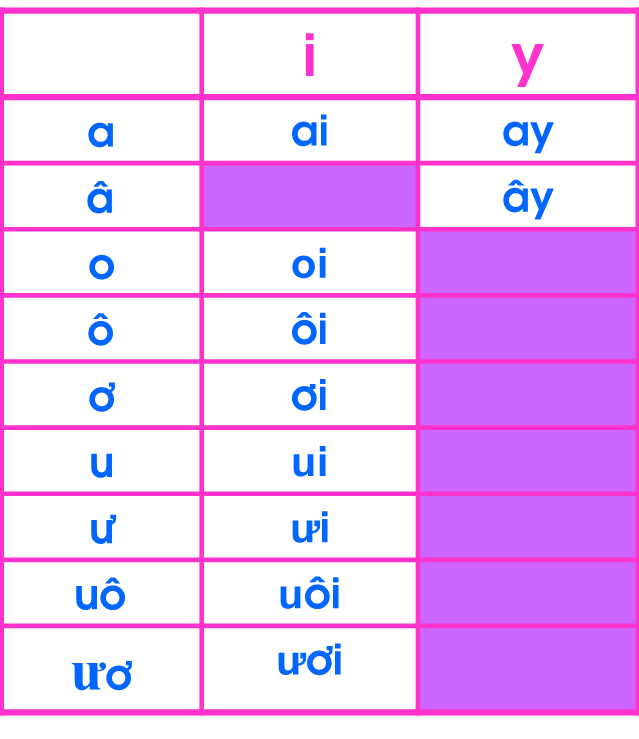 i y
a ai ay
â ây
o oi
ô ôi
ơ ơi
u ui
ư ưi
uô uôi
ươ ươi